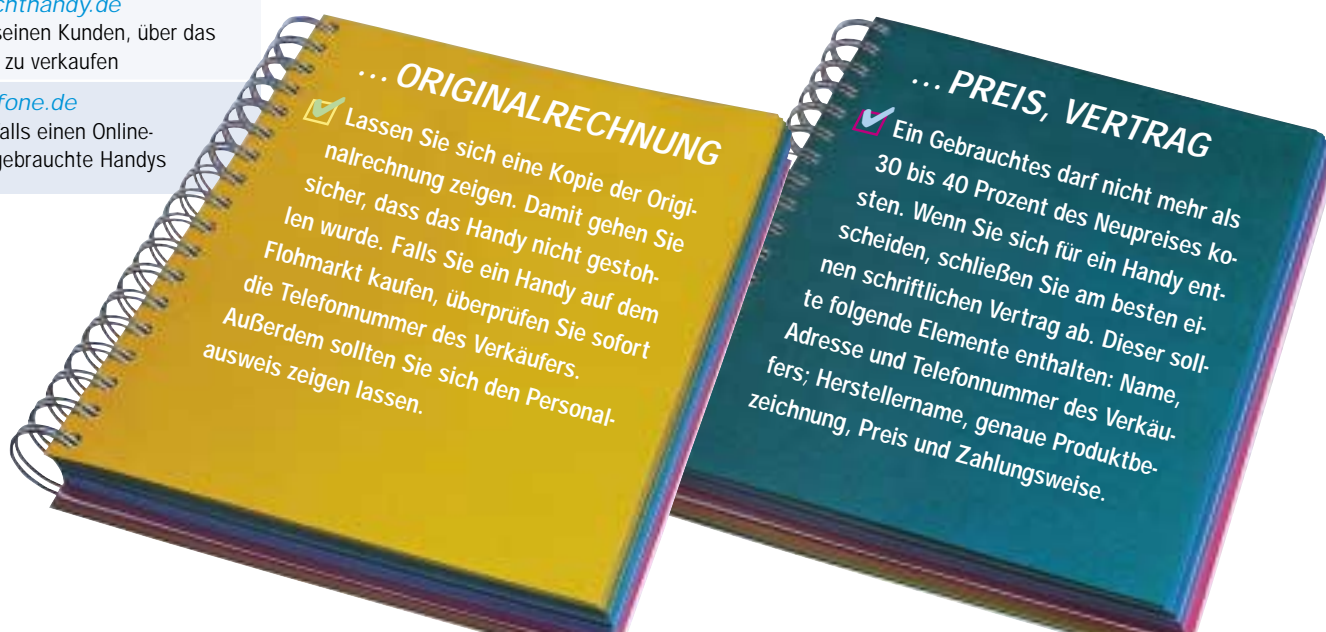 seinen Kunden, über das
zu verkaufen
fone.de
alls einen Online-
gebrauchte Handys
... ORIGINALRECHNUNG
Lassen Sie sich eine Kopie der Origi-
nalrechnung zeigen. Damit gehen Sie
sicher, dass das Handy nicht gestoh-
len wurde. Falls Sie ein Handy auf dem
Flohmarkt kaufen, überprüfen Sie sofort
die Telefonnummer des Verkäufers.
Außerdem sollten Sie sich den Personal-
ausweis zeigen lassen.
... PREIS, VERTRAG
Ein Gebrauchtes darf nicht mehr als
30 bis 40 Prozent des Neupreises ko-
sten. Wenn Sie sich für ein Handy ent-
scheiden, schließen Sie am besten ei-
nen schriftlichen Vertrag ab. Dieser soll-
te folgende Elemente enthalten: Name,
Adresse und Telefonnummer des Verkäu-
fers; Herstellername, genaue Produktbe-
zeichnung, Preis und Zahlungsweise.